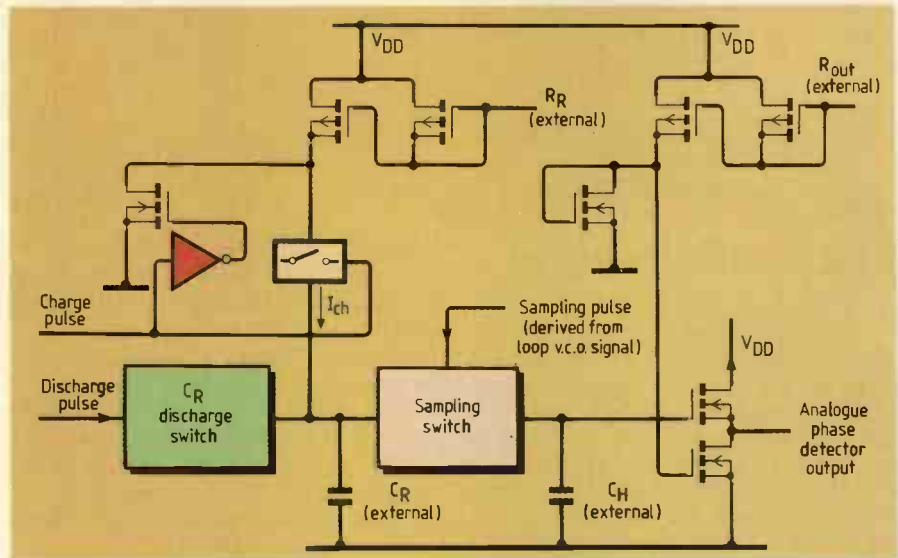 VDD
VDD
RR
(external)
Rout
(external)
Charge
pulse
Ich
Sampling pulse
(derived from
loop v.c.o. signal)
Discharge
pulse
CR
discharge
switch
Sampling
switch
VDD
Analogue
phase
detector
output
CR
(external)
CH
(external)